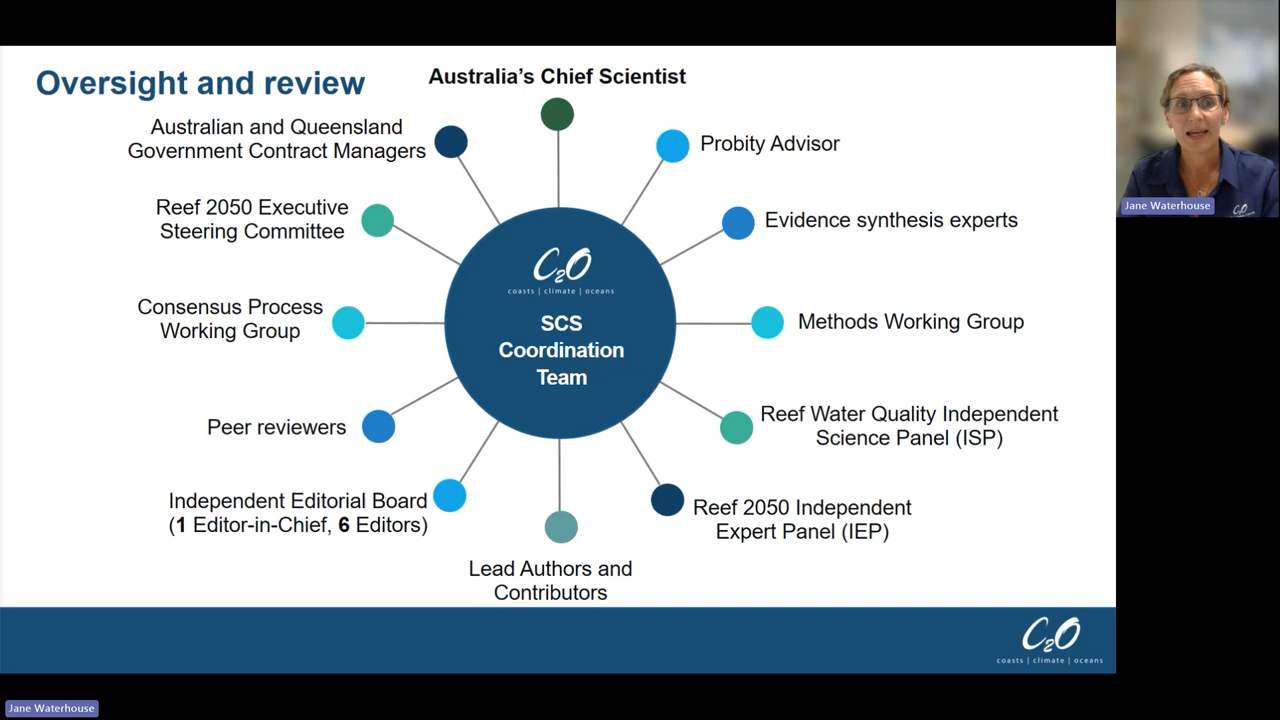 Oversight and review
Australia's Chief Scientist
Australian and Queensland
Government Contract Managers
Probity Advisor
Reef 2050 Executive
Steering Committee
Evidence synthesis experts
Consensus Process
Working Group
C2O
coasts | climate | oceans
SCS
Coordination
Team
Methods Working Group
Peer reviewers
Reef Water Quality Independent
Science Panel (ISP)
Independent Editorial Board
(1 Editor-in-Chief, 6 Editors)
Reef 2050 Independent
Expert Panel (IEP)
Lead Authors and
Contributors
C2O
coasts | climate | oceans
Jane Waterhouse
C2O
Jane Waterhouse